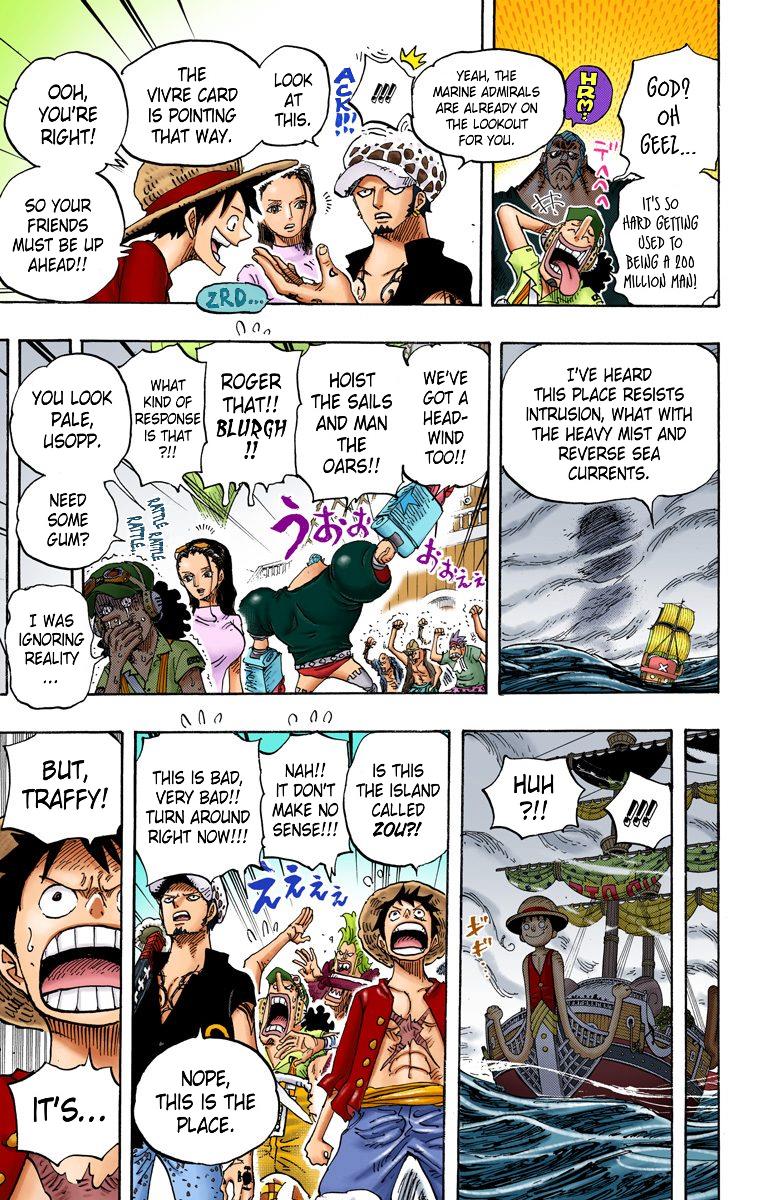 GOD?
OH
GEEZ...
IT'S SO
HARD GETTING
USED TO
BEING A 200
MILLION MAN!
HRM..
でへへへ
YEAH, THE
MARINE ADMIRALS
ARE ALREADY ON
THE LOOKOUT
FOR YOU.
!!!
ACK!!!
LOOK
AT
THIS.
THE
VIVRE CARD
IS POINTING
THAT WAY.
OOH,
YOU'RE
RIGHT!
SO YOUR
FRIENDS
MUST BE UP
AHEAD!!
ZRD...
I'VE HEARD
THIS PLACE RESISTS
INTRUSION, WHAT WITH
THE HEAVY MIST AND
REVERSE SEA
CURRENTS.
WE'VE
GOT A
HEAD-
WIND
TOO!!
HOIST
THE SAILS
AND MAN
THE
OARS!!
ROGER
THAT!!
BLURGH
!!
うおお
おおえぇ
WHAT
KIND OF
RESPONSE
IS THAT
?!!
YOU LOOK
PALE,
USOPP.
NEED
SOME
GUM?
RATTLE, RATTLE
RATTLE..
I WAS
IGNORING
REALITY
...
!!!
HUH
?!!
IS THIS
THE ISLAND
CALLED
ZOU?!
NAH!!
IT DON'T
MAKE NO
SENSE!!!
THIS IS BAD,
VERY BAD!!
TURN AROUND
RIGHT NOW!!!
えぇぇぇ
NOPE,
THIS IS THE
PLACE.
BUT,
TRAFFY!
IT'S...